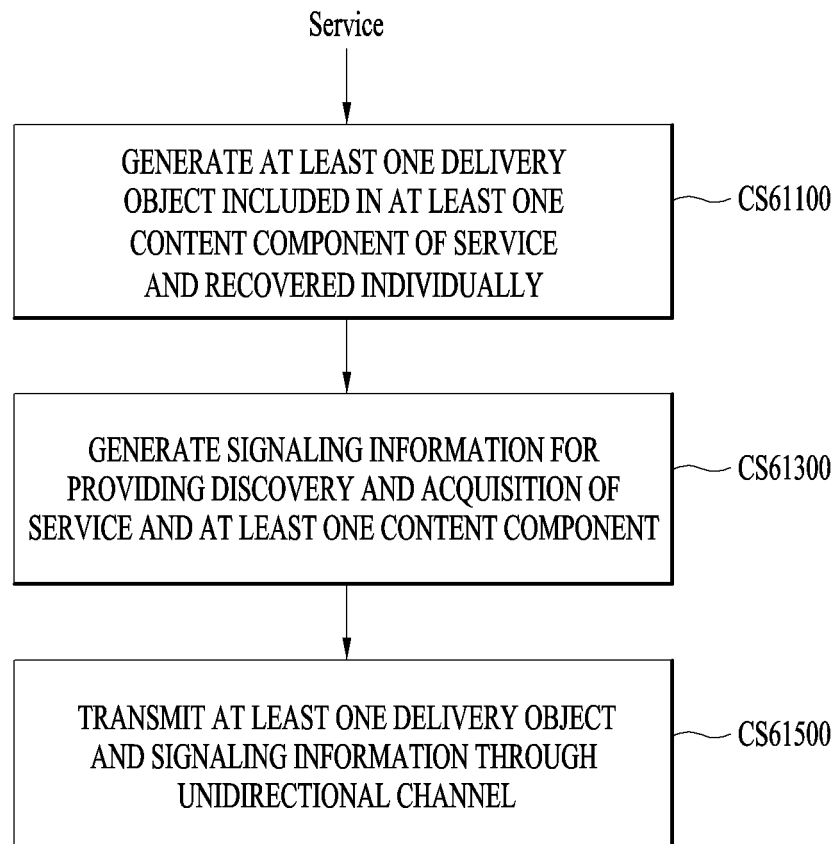 Service
GENERATE AT LEAST ONE DELIVERY
OBJECT INCLUDED IN AT LEAST ONE
CONTENT COMPONENT OF SERVICE
AND RECOVERED INDIVIDUALLY
CS61100
GENERATE SIGNALING INFORMATION FOR
PROVIDING DISCOVERY AND ACQUISITION OF
SERVICE AND AT LEAST ONE CONTENT COMPONENT
CS61300
TRANSMIT AT LEAST ONE DELIVERY OBJECT
AND SIGNALING INFORMATION THROUGH
UNIDIRECTIONAL CHANNEL
CS61500